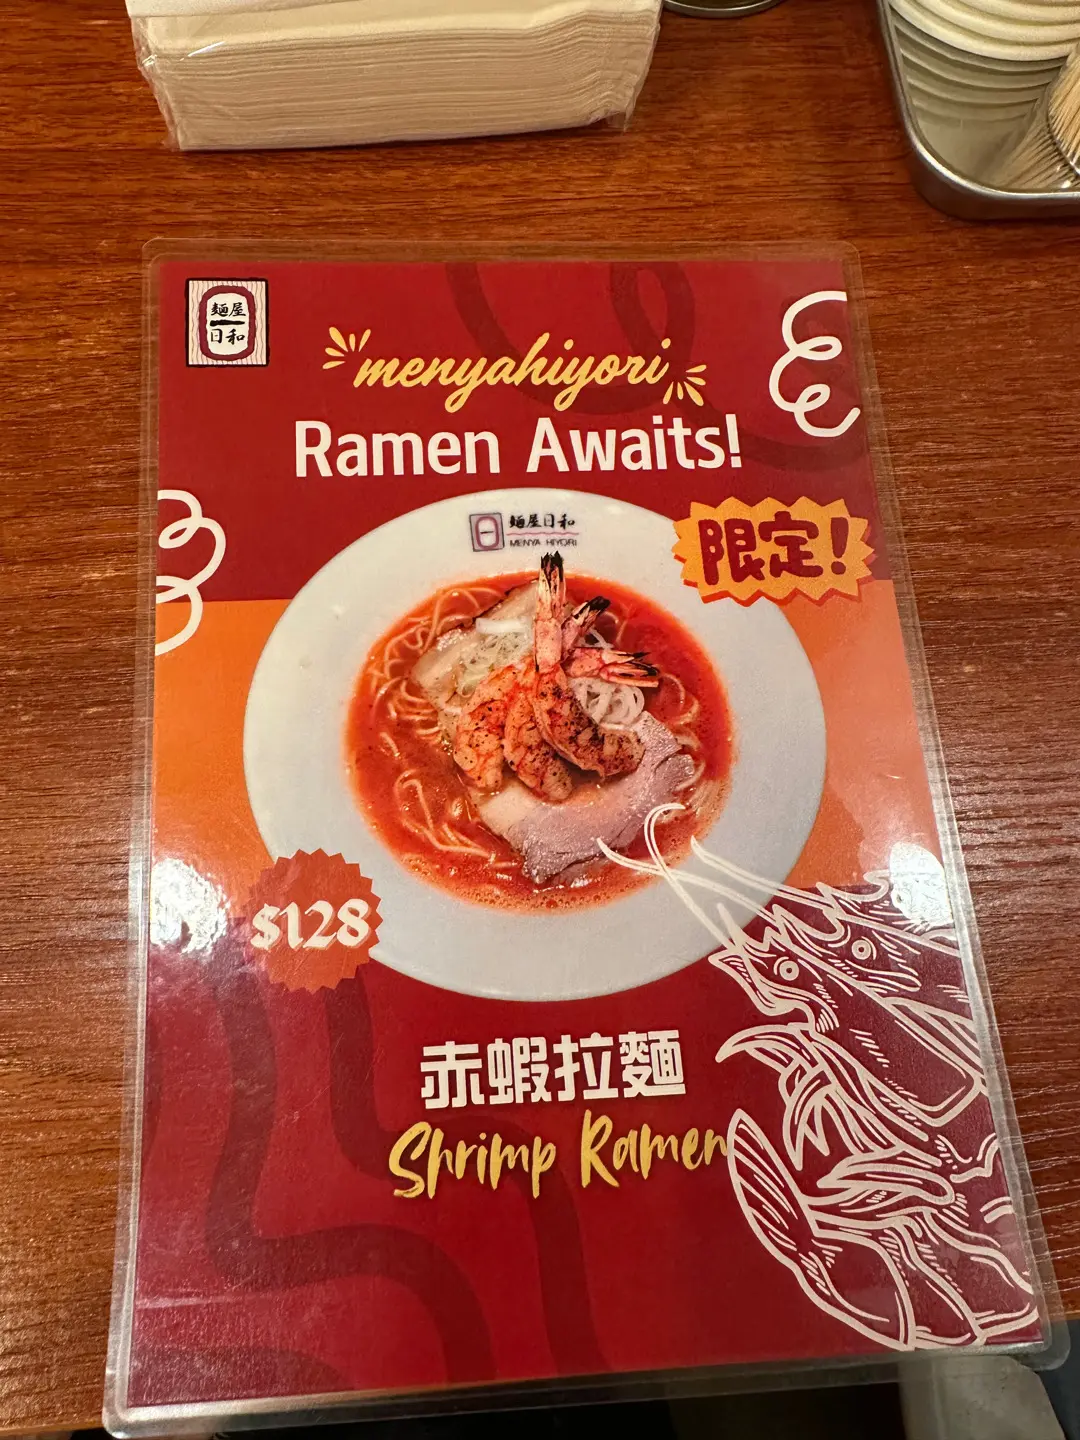 麺屋
日和
menyahiyori
Ramen Awaits!
麺屋日和
MENYA HIYORI
限定!
$128
赤蝦拉麵
Shrimp Ramen